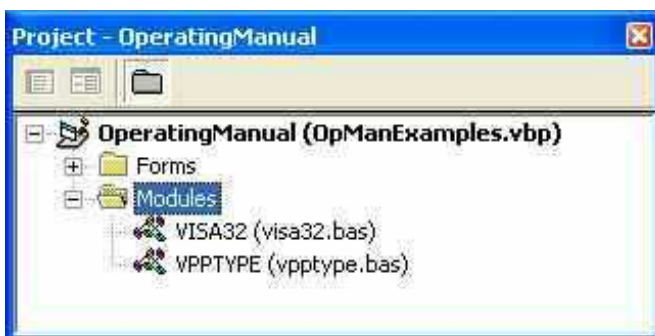 Project - OperatingManual
OperatingManual (OpManExamples.vbp)
Forms
Modules
VISA32 (visa32.bas)
VPPTYPE (vpptype.bas)